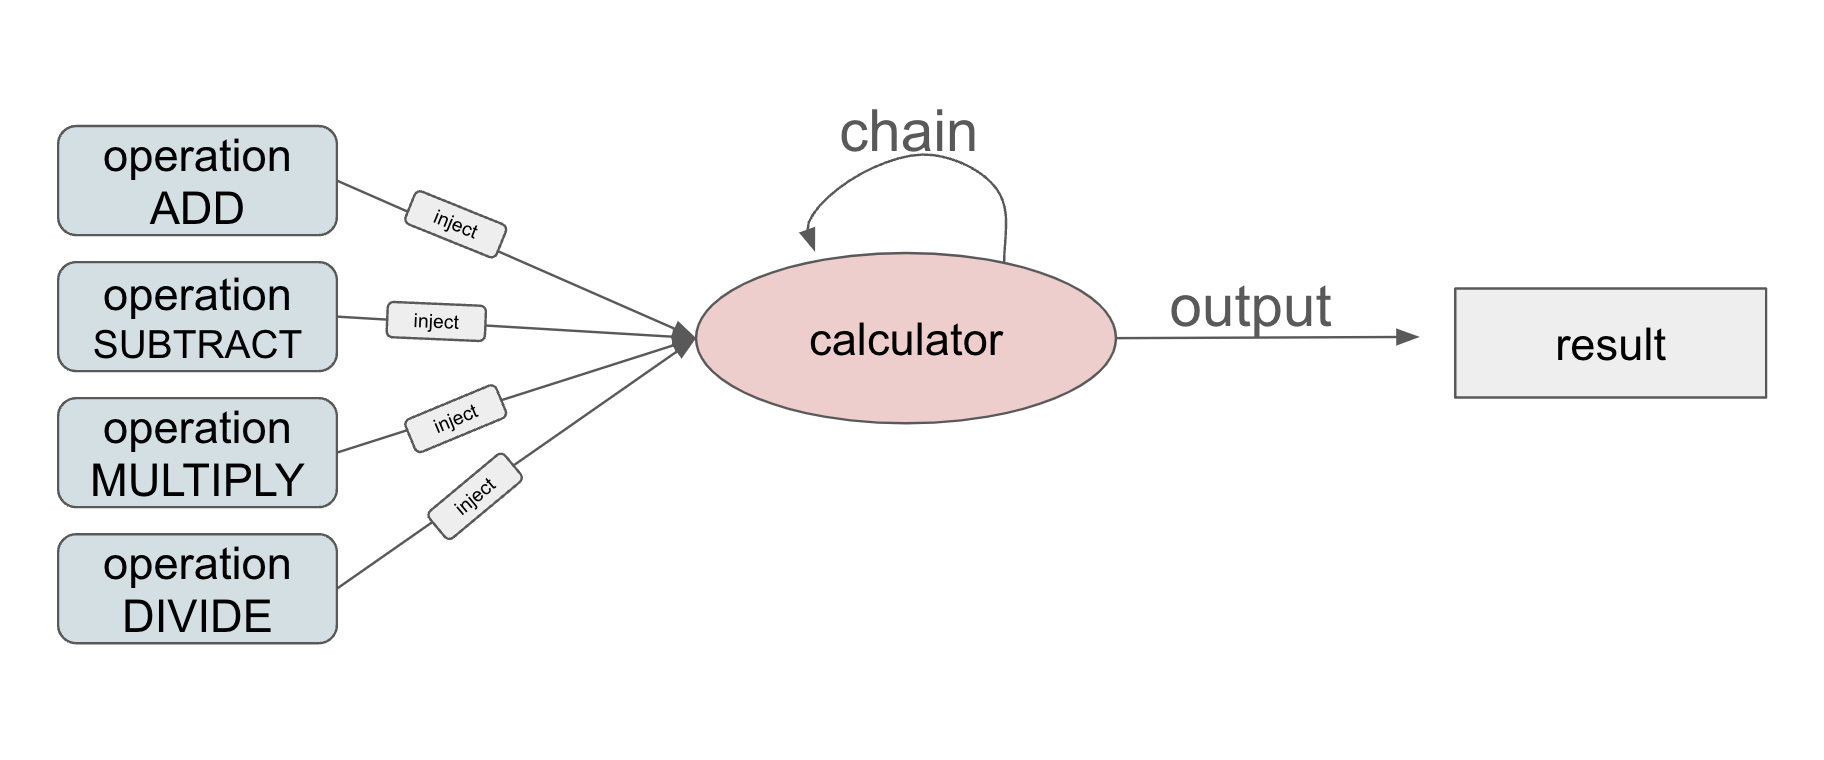 operation
ADD
inject
operation
SUBTRACT
inject
operation
MULTIPLY
inject
operation
DIVIDE
inject
chain
calculator
output
result